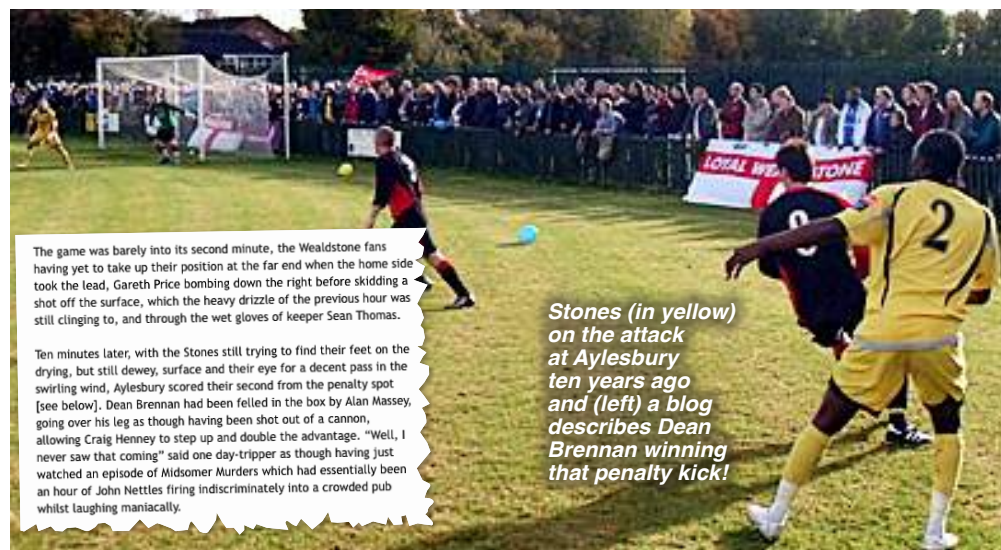 LOYAL WEALDSTONE
8
2
The game was barely into its second minute, the Wealdstone fans
having yet to take up their position at the far end when the home side
took the lead, Gareth Price bombing down the right before skidding a
shot off the surface, which the heavy drizzle of the previous hour was
still clinging to, and through the wet gloves of keeper Sean Thomas.
Ten minutes later, with the Stones still trying to find their feet on the
drying, but still dewey, surface and their eye for a decent pass in the
swirling wind, Aylesbury scored their second from the penalty spot
[see below]. Dean Brennan had been felled in the box by Alan Massey,
going over his leg as though having been shot out of a cannon,
allowing Craig Henney to step up and double the advantage. “Well, I
never saw that coming” said one day-tripper as though having just
watched an episode of Midsomer Murders which had essentially been
an hour of John Nettles firing indiscriminately into a crowded pub
whilst laughing maniacally.
Stones (in yellow)
on the attack
at Aylesbury
ten years ago
and (left) a blog
describes Dean
Brennan winning
that penalty kick!